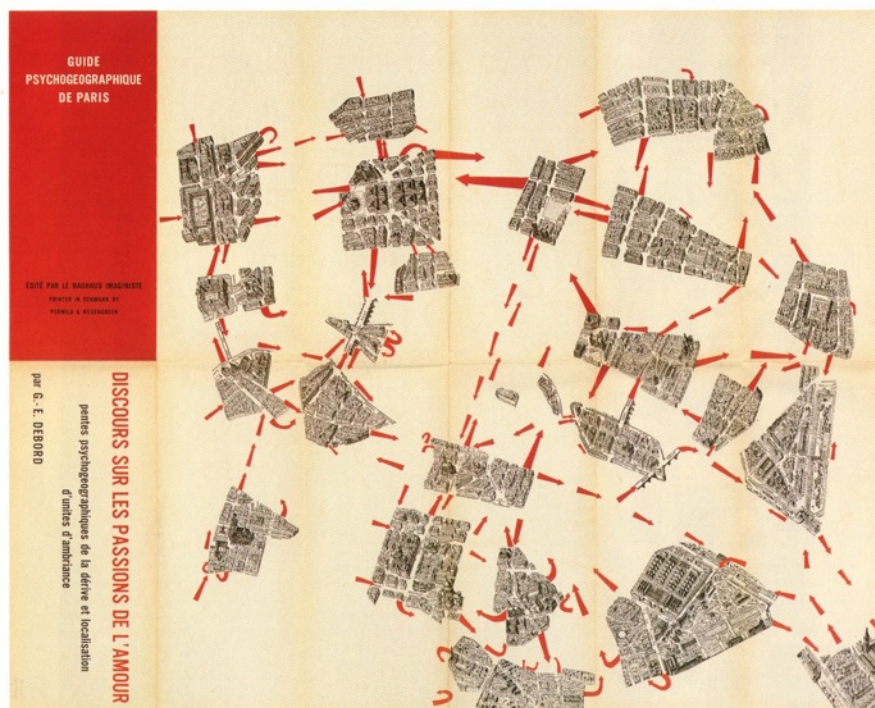 GUIDE
PSYCHOGEOGRAPHIQUE
DE PARIS
ÉDITÉ PAR LE BAUHAUS IMAGINISTE
PRINTED IN DENMARK BY
PERMILD & ROSENGREEN
DISCOURS SUR LES PASSIONS DE L'AMOUR
pentes psychogeographiques de la dérive et localisation
d'unites d'ambriance
par G.-E. DEBORD